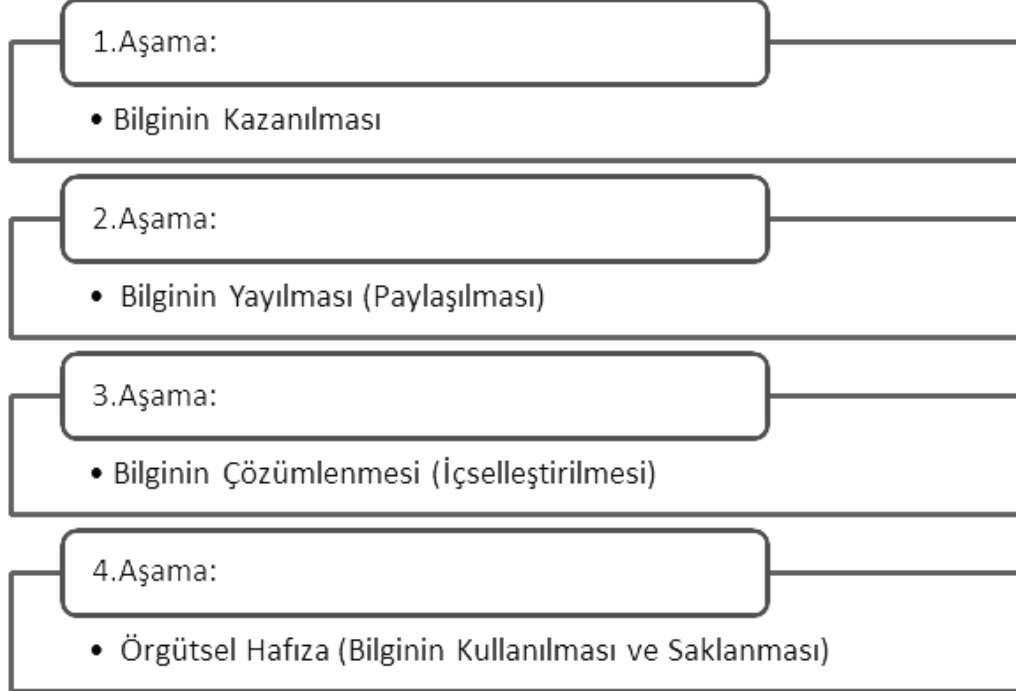 1.Aşama:
• Bilginin Kazanılması
2.Aşama:
• Bilginin Yayılması (Paylaşılması)
3.Aşama:
• Bilginin Çözümlenmesi (İçselleştirilmesi)
4.Aşama:
• Örgütsel Hafıza (Bilginin Kullanılması ve Saklanması)